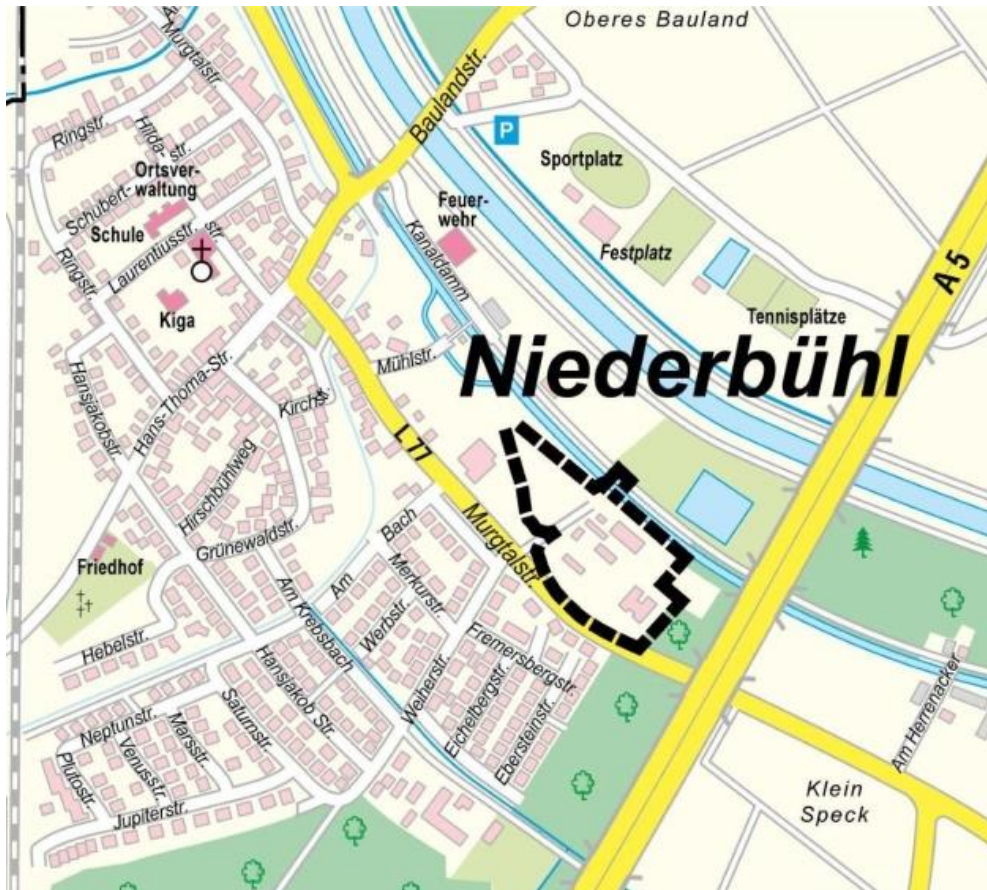 Oberes Bauland
Murgtalstr.
Baulandstr.
P
Ringstr
Hilda-
str.
Ortsver-
waltung
Schubert-
str.
Schule
Laurentiusstr.
Sportplatz
Feuer-
wehr
Kanaldamm
Festplatz
A 5
Ringstr.
Kiga
Tennisplätze
Niederbühl
Mühlstr.
Hansjakobstr.
Hans-Thoma-Str.
Kirchst.
L 77
Hirschbühlweg
Murgtalstr.
Grünewaldstr.
Friedhof
Am Bach
Merkurstr.
Am Krebsbach
Werbstr.
Hebelstr.
Fremersbergstr.
Weiherstr.
Hansjakob Str.
Eichelbergstr.
Ebersteinstr.
Saturnstr.
Neptunstr.
Marsstr.
Venusstr.
Plutostr.
Jupiterstr.
Am Herrenacker
Klein
Speck